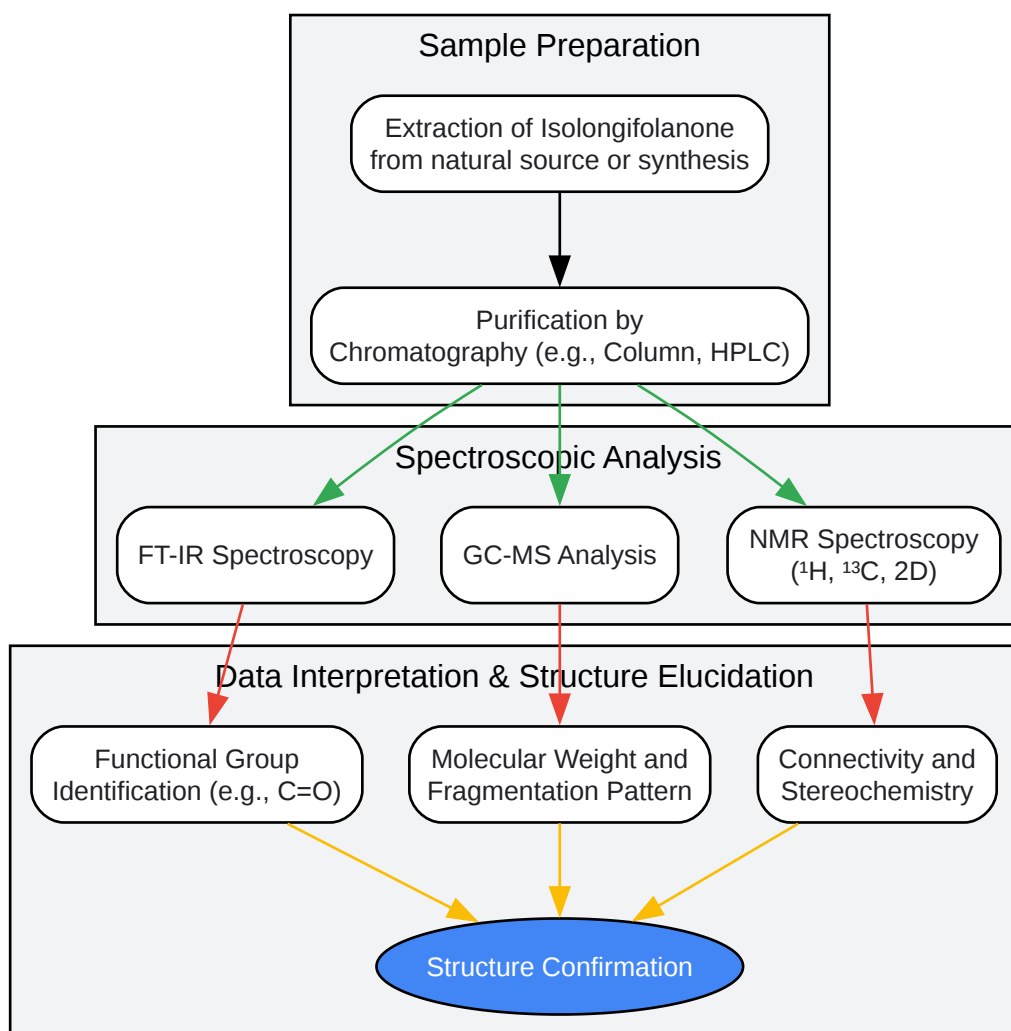 Sample Preparation
Extraction of Isolongifolanone
from natural source or synthesis
Purification by
Chromatography (e.g., Column, HPLC)
Spectroscopic Analysis
FT-IR Spectroscopy
GC-MS Analysis
NMR Spectroscopy
(¹H, ¹³C, 2D)
Data Interpretation & Structure Elucidation
Functional Group
Identification (e.g., C=O)
Molecular Weight and
Fragmentation Pattern
Connectivity and
Stereochemistry
Structure Confirmation